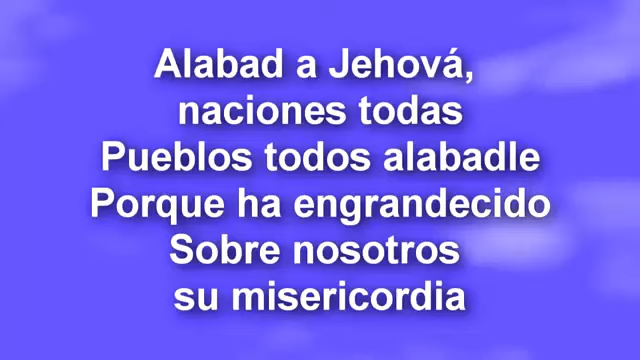 Alabad a Jehová,
naciones todas
Pueblos todos alabadle
Porque ha engrandecido
Sobre nosotros
su misericordia